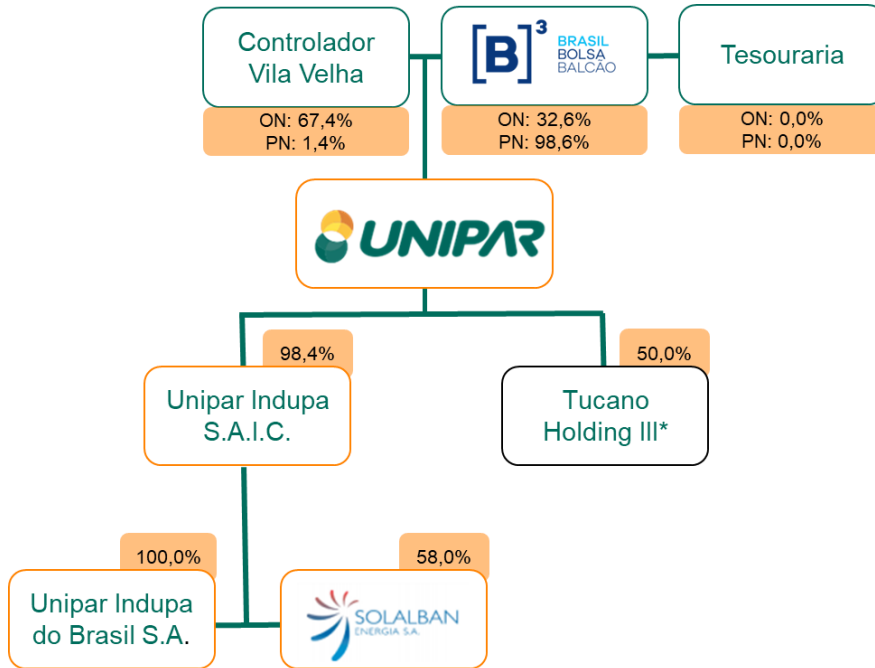 Controlador
Vila Velha
ON: 67,4%
PN: 1,4%
[B]³ BRASIL
BOLSA
BALCÃO
ON: 32,6%
PN: 98,6%
Tesouraria
ON: 0,0%
PN: 0,0%
UNIPAR
98,4%
Unipar Indupa
S.A.I.C.
50,0%
Tucano
Holding III*
100,0%
Unipar Indupa
do Brasil S.A.
58,0%
SOLALBAN
ENERGIA S.A.